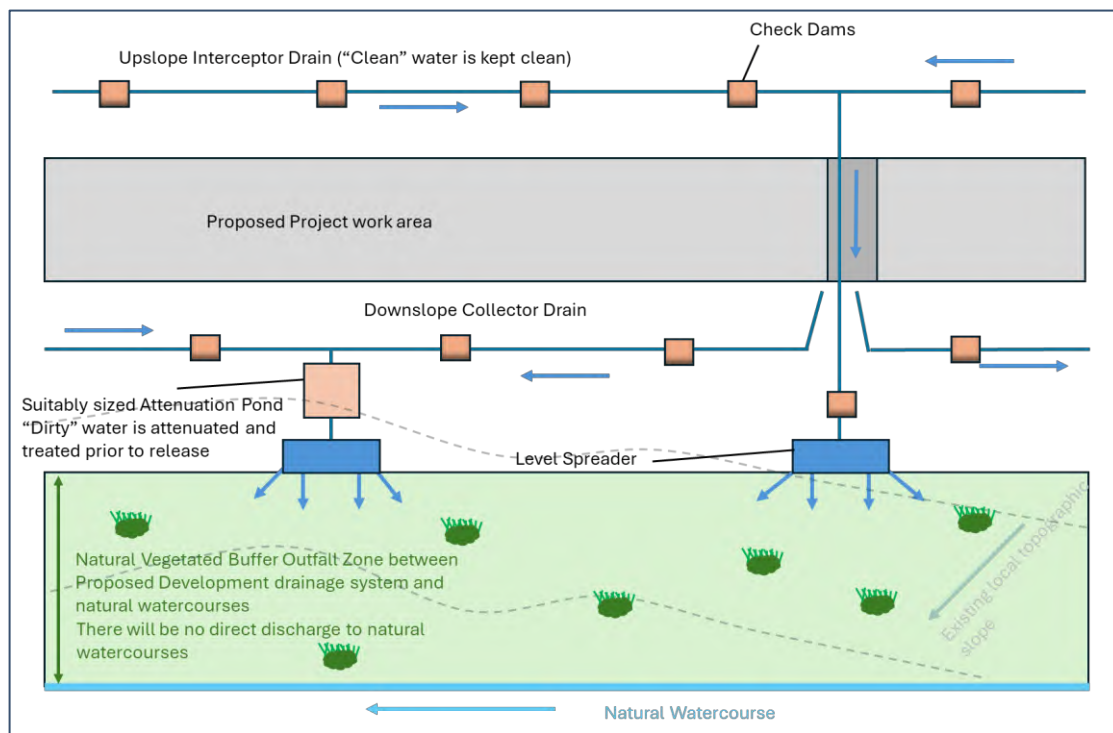 Check Dams
Upslope Interceptor Drain (“Clean” water is kept clean)
Proposed Project work area
Downslope Collector Drain
Suitably sized Attenuation Pond
“Dirty” water is attenuated and
treated prior to release
Level Spreader
Natural Vegetated Buffer Outfalt Zone between
Proposed Development drainage system and
natural watercourses
There will be no direct discharge to natural
watercourses
Existing local topographic
slope
Natural Watercourse